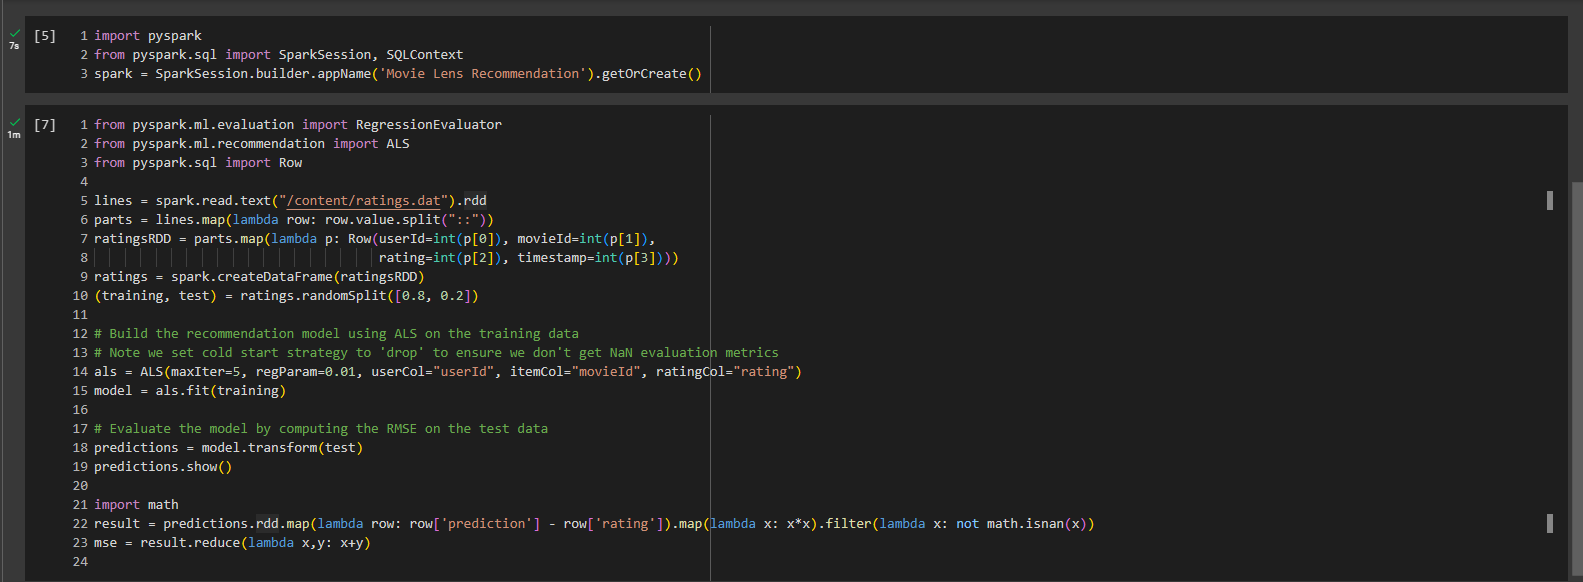 [5] 1 import pyspark
2 from pyspark.sql import SparkSession, SQLContext
7s
3 spark = SparkSession.builder.appName('Movie Lens Recommendation').getOrCreate()
[7] 1 from pyspark.ml.evaluation import RegressionEvaluator
1m
2 from pyspark.ml.recommendation import ALS
3 from pyspark.sql import Row
4
5 lines = spark.read.text("/content/ratings.dat").rdd
6 parts = lines.map(lambda row: row.value.split("::"))
7 ratingsRDD = parts.map(lambda p: Row(userId=int(p[0]), movieId=int(p[1]),
8 rating=int(p[2]), timestamp=int(p[3])))
9 ratings = spark.createDataFrame(ratingsRDD)
10 (training, test) = ratings.randomSplit([0.8, 0.2])
11
12 # Build the recommendation model using ALS on the training data
13 # Note we set cold start strategy to 'drop' to ensure we don't get NaN evaluation metrics
14 als = ALS(maxIter=5, regParam=0.01, userCol="userId", itemCol="movieId", ratingCol="rating")
15 model = als.fit(training)
16
17 # Evaluate the model by computing the RMSE on the test data
18 predictions = model.transform(test)
19 predictions.show()
20
21 import math
22 result = predictions.rdd.map(lambda row: row['prediction'] - row['rating']).map(lambda x: x*x).filter(lambda x: not math.isnan(x))
23 mse = result.reduce(lambda x,y: x+y)
24